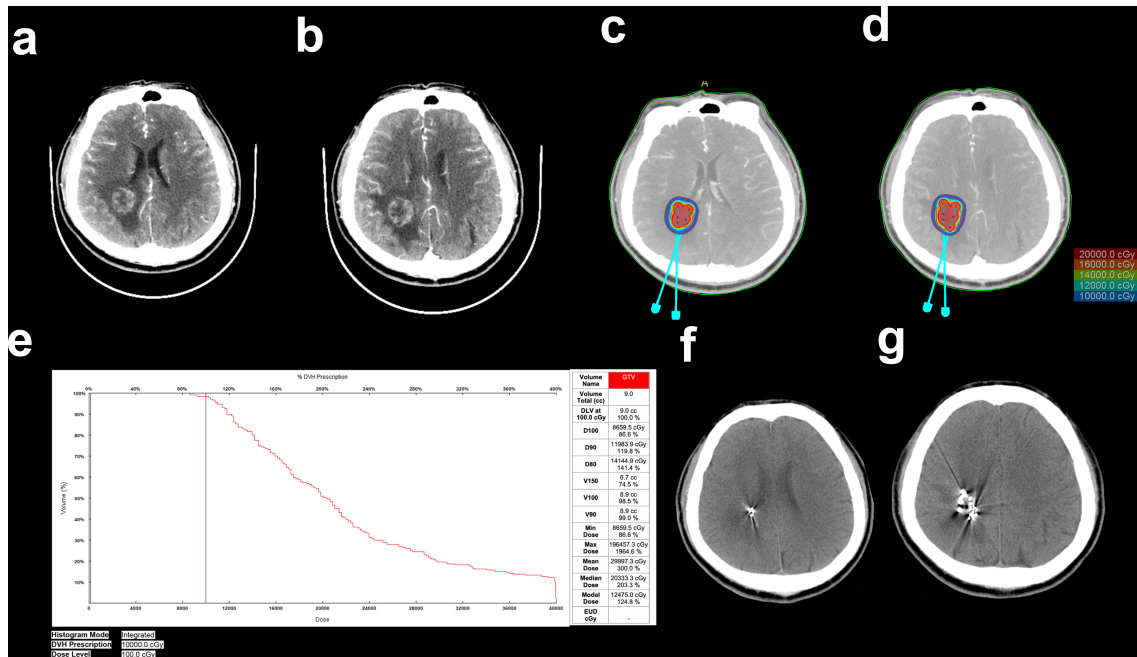 a
b
c
d
A
20000.0 cGy
16000.0 cGy
14000.0 cGy
12000.0 cGy
10000.0 cGy
e
% DVH Prescription
0% 40% 80% 120% 160% 200% 240% 280% 320% 360% 400%
100%
90%
80%
70%
60%
50%
40%
30%
20%
10%
Volume (%)
0 4000 8000 12000 16000 20000 24000 28000 32000 36000 40000
Dose
Volume Name GTV
Volume Total (cc) 9.0
DLV at 100.0 cGy 9.0 cc 100.0 %
D100 8659.5 cGy 86.6 %
D90 11983.9 cGy 119.8 %
D80 14144.9 cGy 141.4 %
V150 6.7 cc 74.5 %
V100 8.9 cc 98.5 %
V90 8.9 cc 99.0 %
Min Dose 8659.5 cGy 86.6 %
Max Dose 196457.3 cGy 1964.6 %
Mean Dose 29997.3 cGy 300.0 %
Median Dose 20333.3 cGy 203.3 %
Modal Dose 12475.0 cGy 124.8 %
EUD cGy -
Histogram Mode Integrated
DVH Prescription 10000.0 cGy
Dose Level 100.0 cGy
f
g